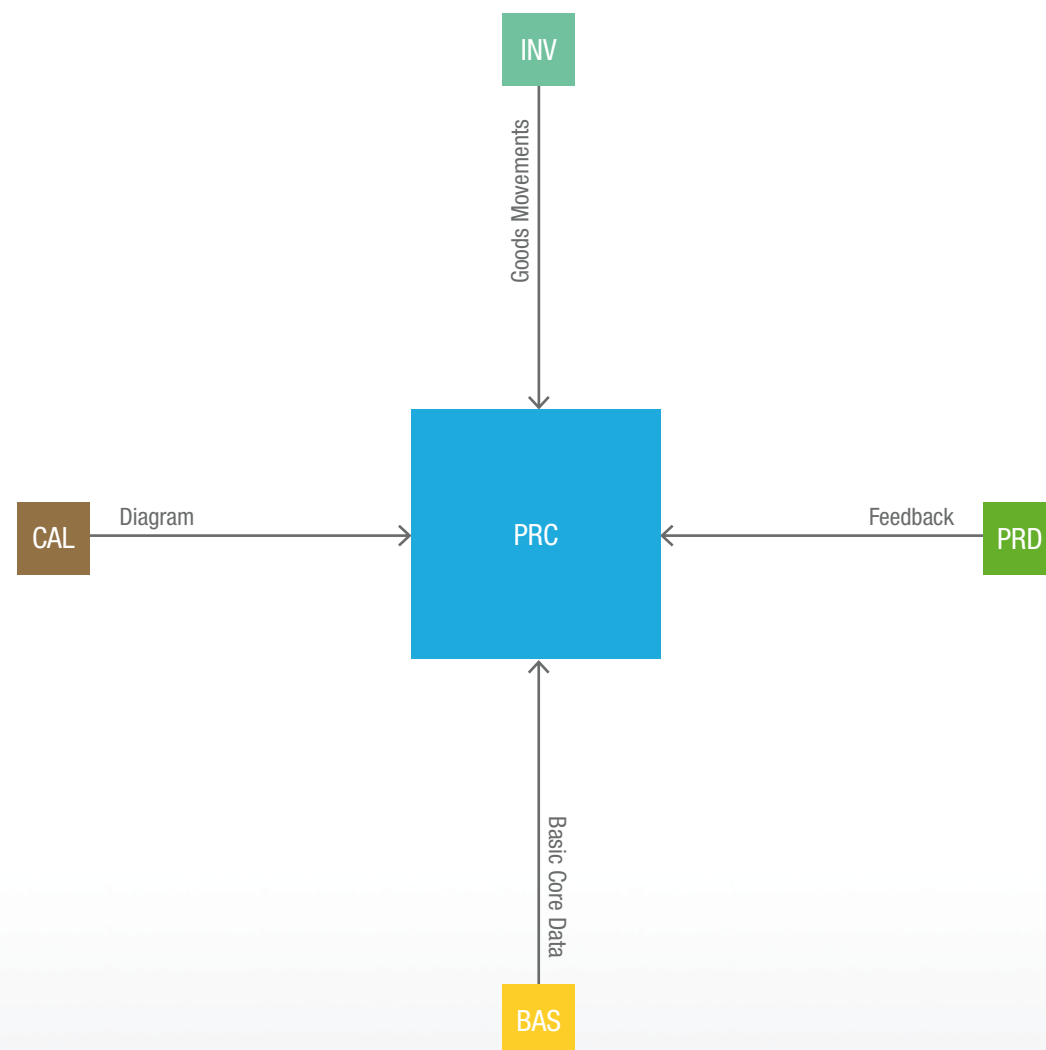 INV
Goods Movements
CAL
Diagram
PRC
Feedback
PRD
Basic Core Data
BAS